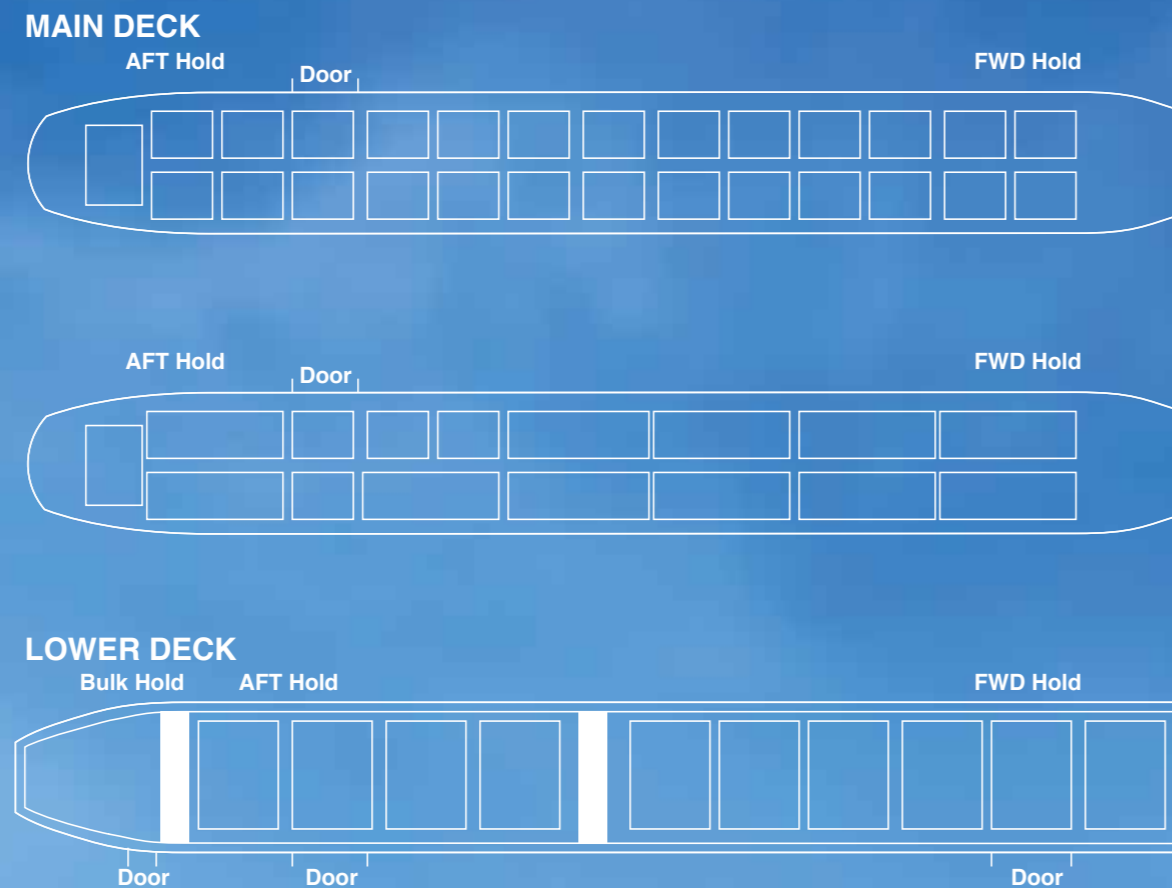 MAIN DECK
AFT Hold
FWD Hold
Door
AFT Hold
FWD Hold
Door
LOWER DECK
Bulk Hold
AFT Hold
FWD Hold
Door
Door
Door